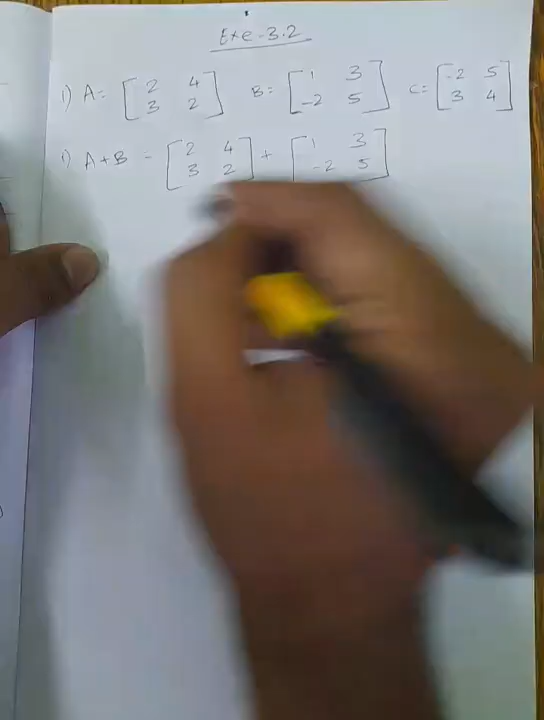 Exe-3.2
1) A= [2 4 B= [1 3 C= [-2 5
3 2] -2 5] 3 4]
i) A+B = [2 4 + [1 3
3 2] -2 5]